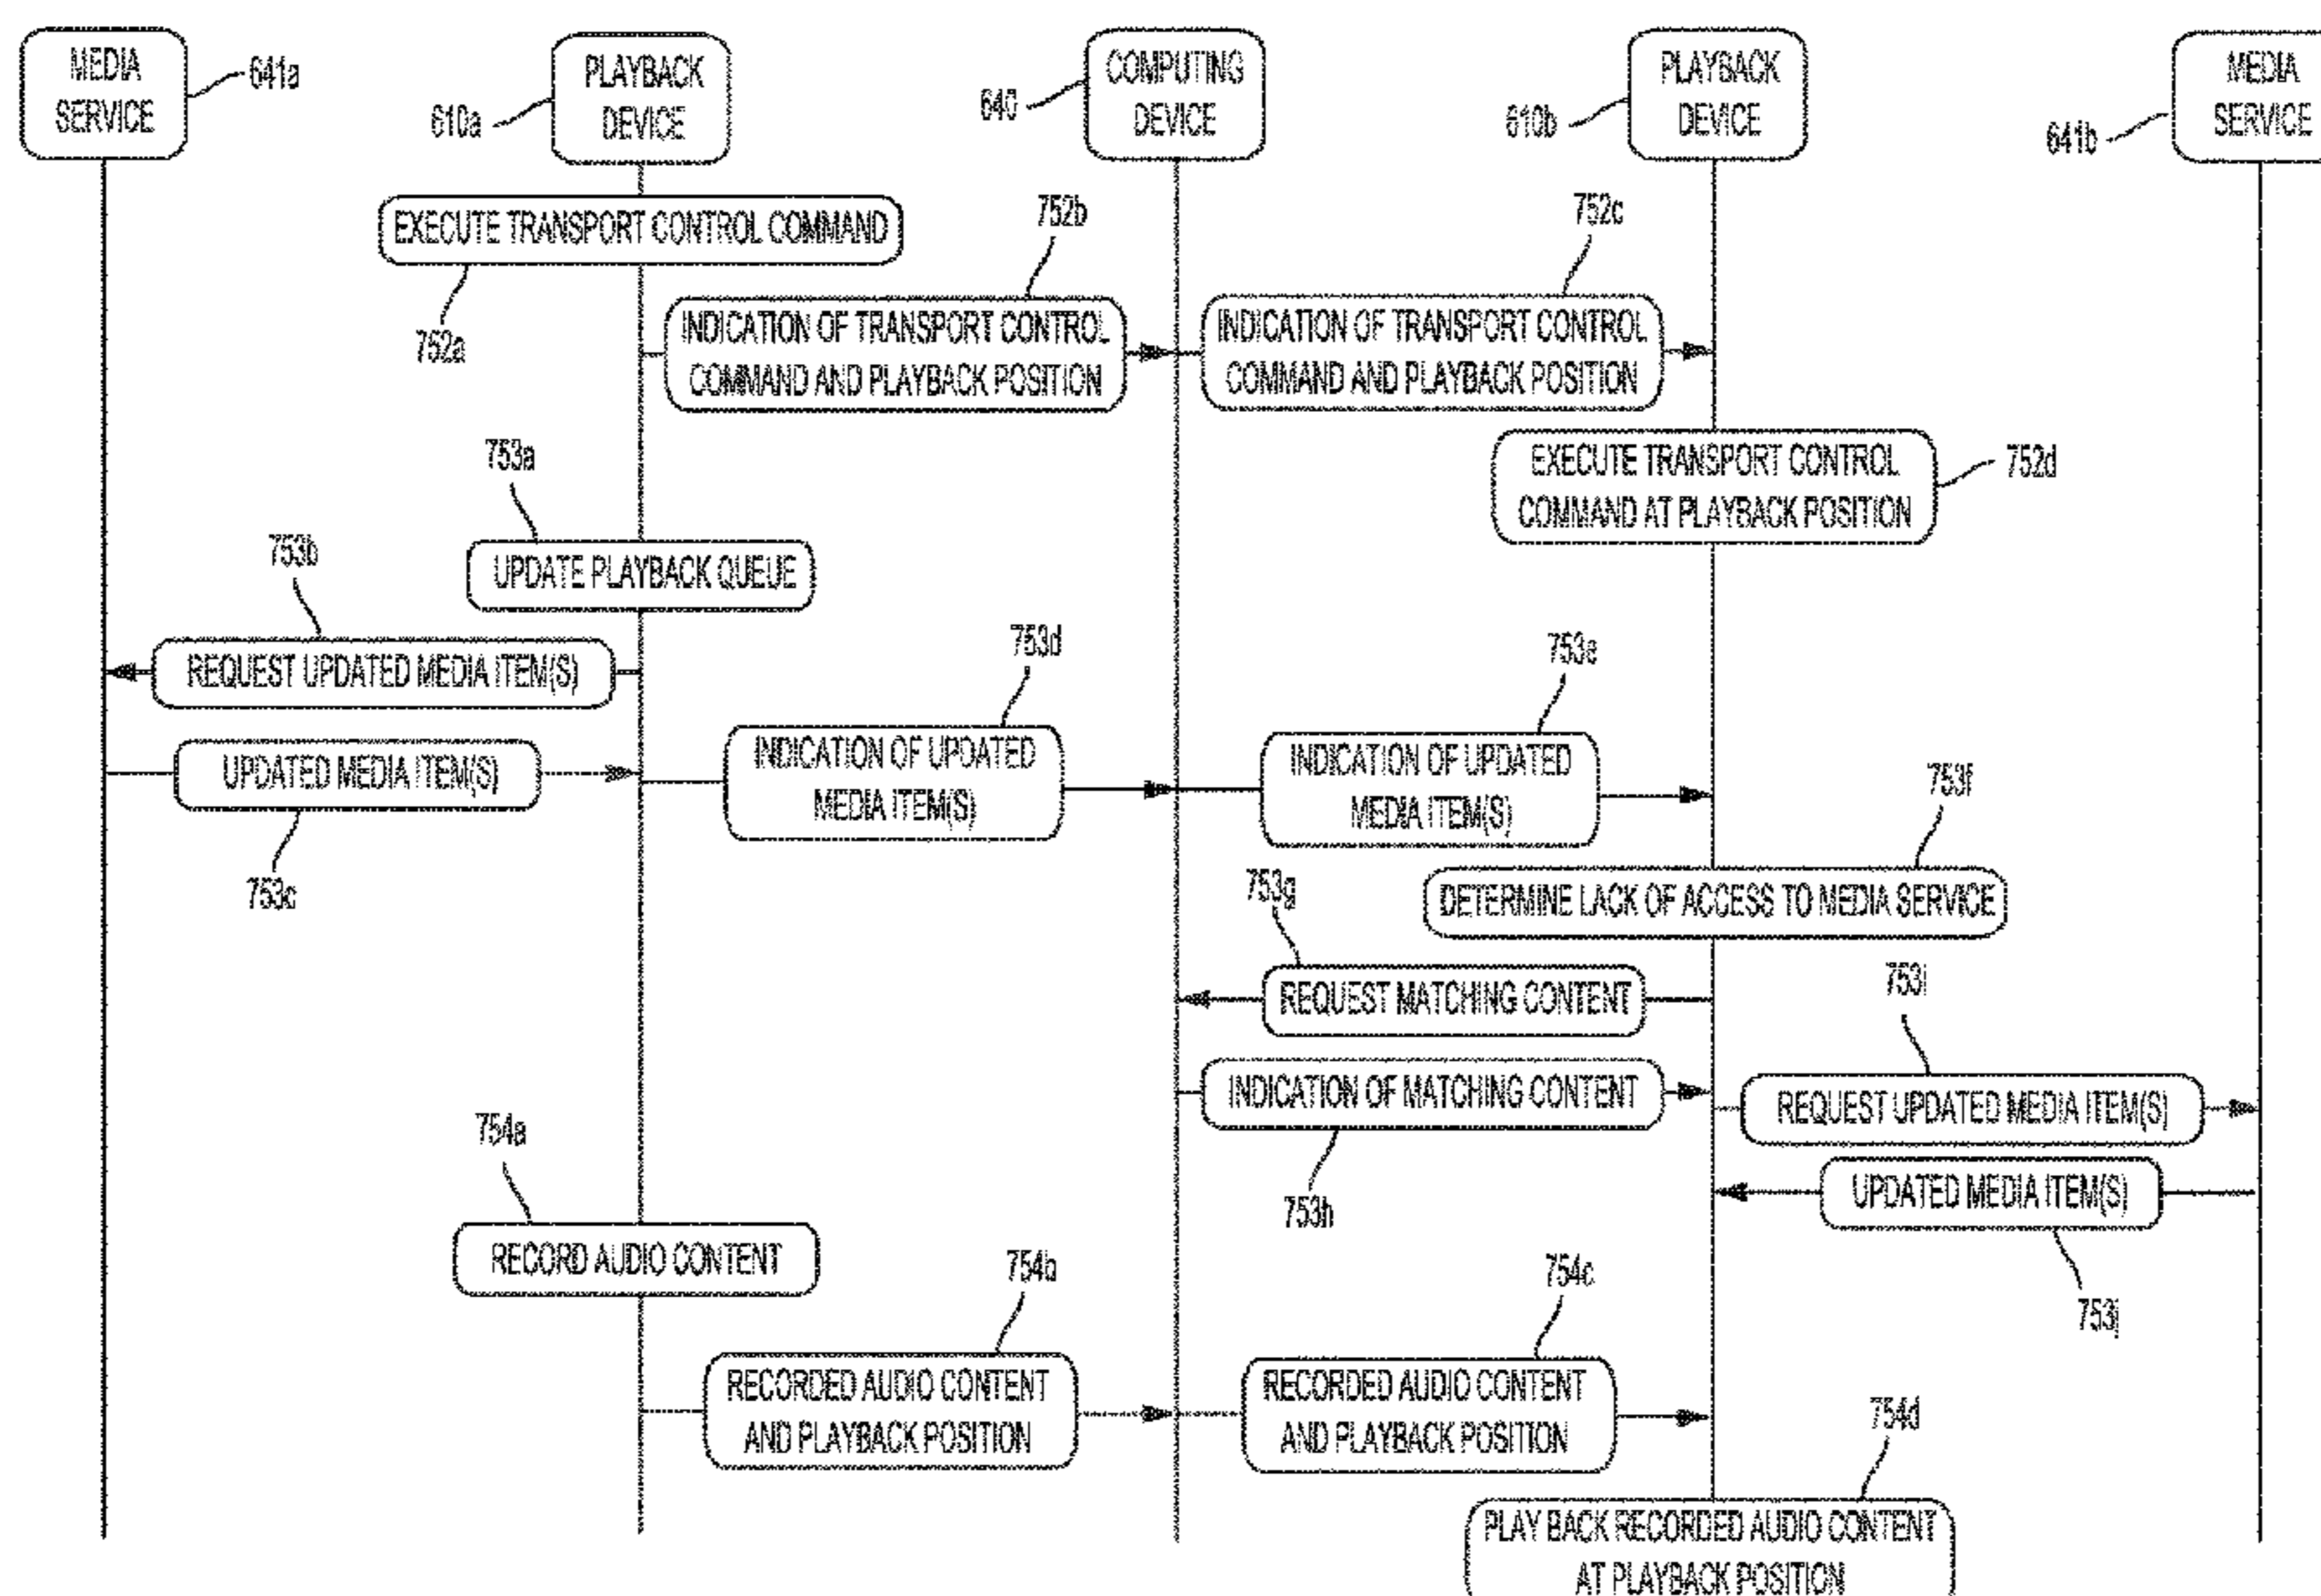 MEDIA
SERVICE
641a
PLAYBACK
DEVICE
610a
COMPUTING
DEVICE
640
PLAYBACK
DEVICE
610b
MEDIA
SERVICE
641b
EXECUTE TRANSPORT CONTROL COMMAND
752a
752b
INDICATION OF TRANSPORT CONTROL
COMMAND AND PLAYBACK POSITION
752c
INDICATION OF TRANSPORT CONTROL
COMMAND AND PLAYBACK POSITION
EXECUTE TRANSPORT CONTROL
COMMAND AT PLAYBACK POSITION
752d
753a
UPDATE PLAYBACK QUEUE
753b
REQUEST UPDATED MEDIA ITEM(S)
UPDATED MEDIA ITEM(S)
753c
753d
INDICATION OF UPDATED
MEDIA ITEM(S)
753e
INDICATION OF UPDATED
MEDIA ITEM(S)
753f
DETERMINE LACK OF ACCESS TO MEDIA SERVICE
753g
REQUEST MATCHING CONTENT
INDICATION OF MATCHING CONTENT
753h
753i
REQUEST UPDATED MEDIA ITEM(S)
UPDATED MEDIA ITEM(S)
753j
754a
RECORD AUDIO CONTENT
754b
RECORDED AUDIO CONTENT
AND PLAYBACK POSITION
754c
RECORDED AUDIO CONTENT
AND PLAYBACK POSITION
754d
PLAY BACK RECORDED AUDIO CONTENT
AT PLAYBACK POSITION